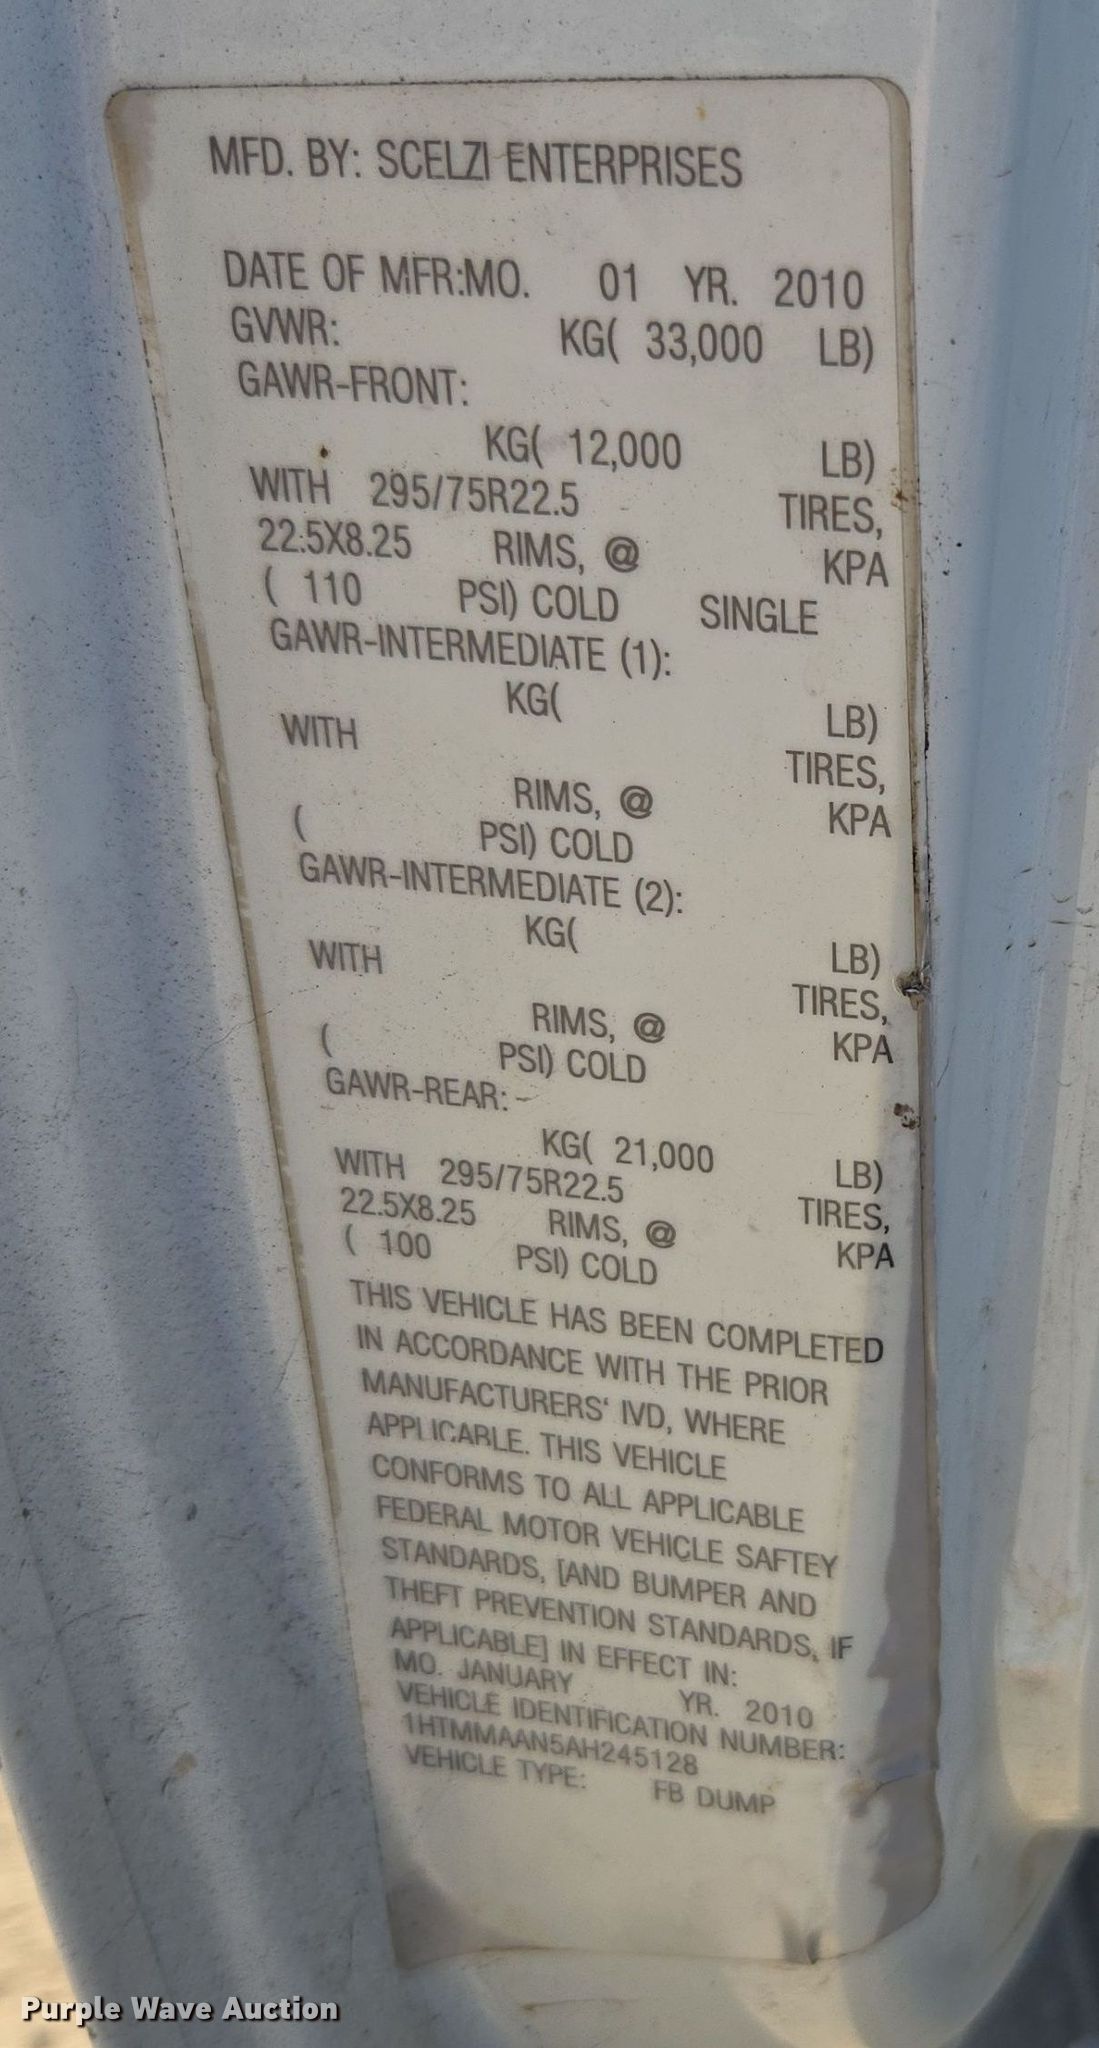 MFD. BY: SCELZI ENTERPRISES
DATE OF MFR:MO. 01 YR. 2010
GVWR: KG( 33,000 LB)
GAWR-FRONT:
KG( 12,000 LB)
WITH 295/75R22.5 TIRES,
22.5X8.25 RIMS, @ KPA
( 110 PSI) COLD SINGLE
GAWR-INTERMEDIATE (1):
KG( LB)
WITH TIRES,
RIMS, @ KPA
( PSI) COLD
GAWR-INTERMEDIATE (2):
KG( LB)
WITH TIRES,
RIMS, @ KPA
( PSI) COLD
GAWR-REAR:
KG( 21,000 LB)
WITH 295/75R22.5 TIRES,
22.5X8.25 RIMS, @ KPA
( 100 PSI) COLD
THIS VEHICLE HAS BEEN COMPLETED
IN ACCORDANCE WITH THE PRIOR
MANUFACTURERS' IVD, WHERE
APPLICABLE. THIS VEHICLE
CONFORMS TO ALL APPLICABLE
FEDERAL MOTOR VEHICLE SAFTEY
STANDARDS, [AND BUMPER AND
THEFT PREVENTION STANDARDS, IF
APPLICABLE] IN EFFECT IN:
MO. JANUARY YR. 2010
VEHICLE IDENTIFICATION NUMBER:
1HTMMAAN5AH245128
VEHICLE TYPE: FB DUMP
Purple Wave Auction